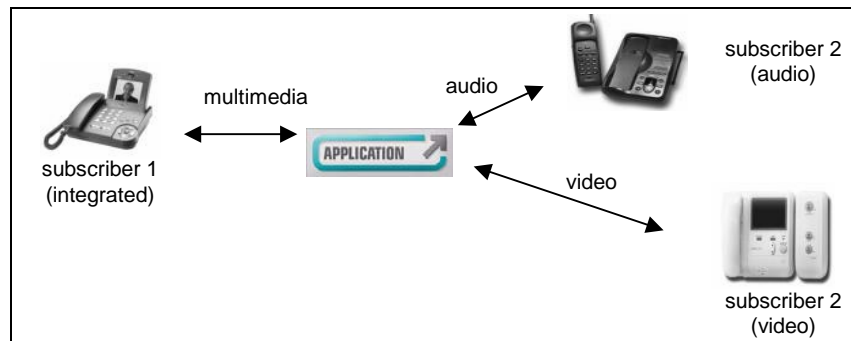 multimedia
subscriber 1
(integrated)
APPLICATION
audio
subscriber 2
(audio)
video
subscriber 2
(video)